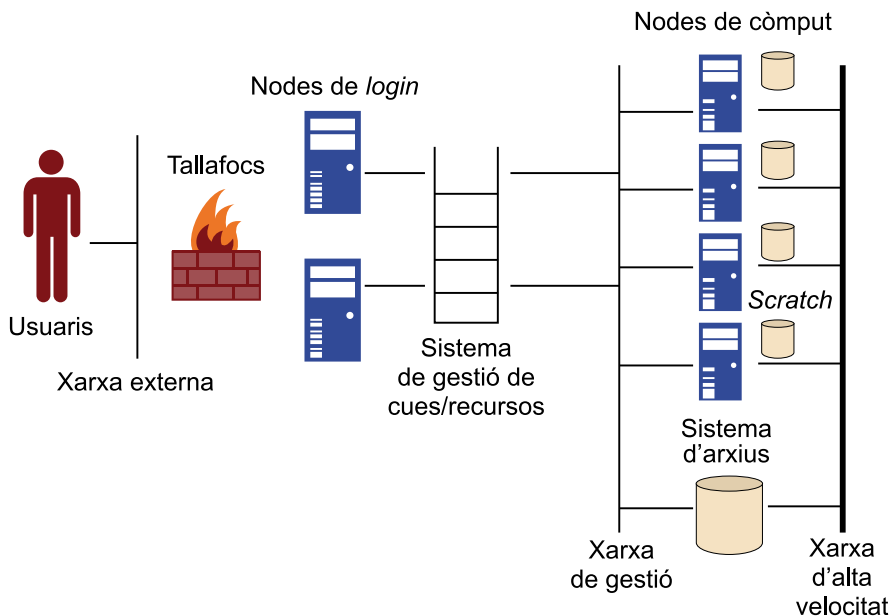 Nodes de còmput
Nodes de login
Tallafocs
Usuaris
Xarxa externa
Sistema
de gestió de
cues/recursos
Scratch
Sistema
d'arxius
Xarxa
de gestió
Xarxa
d'alta
velocitat